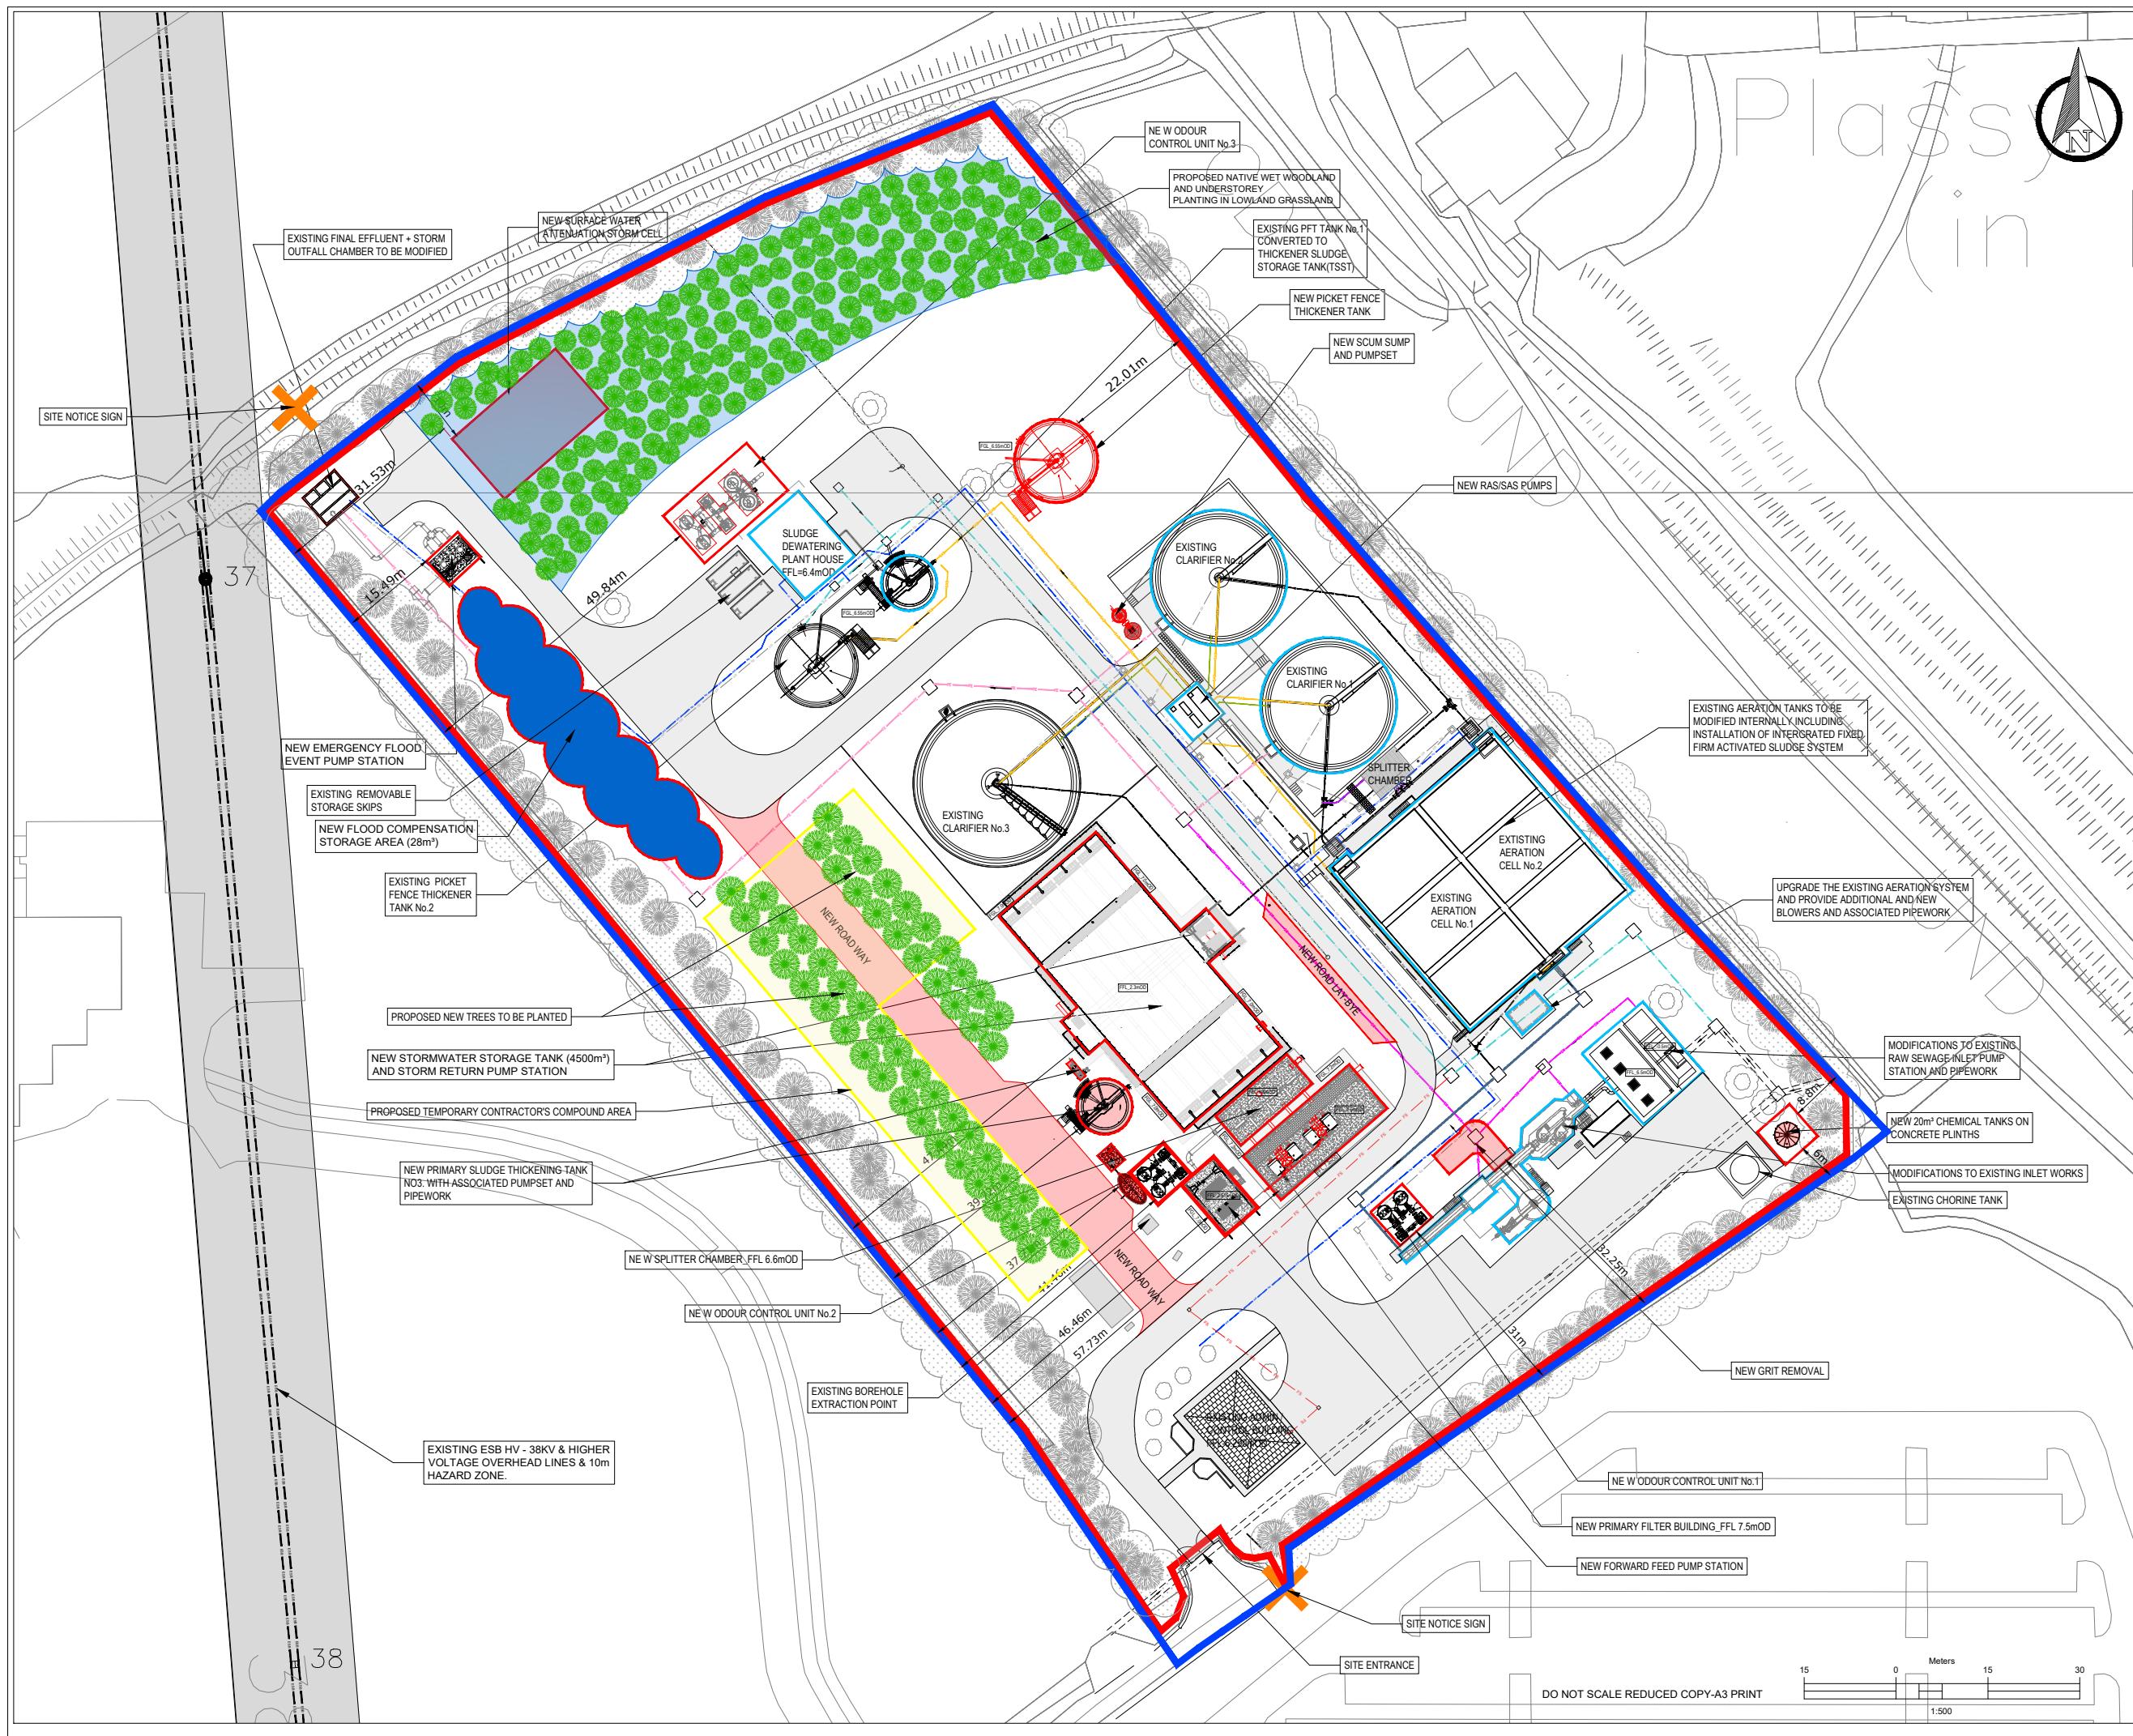 Plassy
in
N
NE W ODOUR
CONTROL UNIT No.3
PROPOSED NATIVE WET WOODLAND
AND UNDERSTOREY
PLANTING IN LOWLAND GRASSLAND
NEW SURFACE WATER
ATTENUATION STORM CELL
EXISTING FINAL EFFLUENT + STORM
OUTFALL CHAMBER TO BE MODIFIED
EXISTING PFT TANK No.1
CONVERTED TO
THICKENER SLUDGE
STORAGE TANK(TSST)
NEW PICKET FENCE
THICKENER TANK
NEW SCUM SUMP
AND PUMPSET
SITE NOTICE SIGN
22.01m
31.53m
NEW RAS/SAS PUMPS
SLUDGE
DEWATERING
PLANT HOUSE
FFL=6.4mOD
EXISTING
CLARIFIER No.2
37
15.49m
49.84m
EXISTING
CLARIFIER No.1
EXISTING AERATION TANKS TO BE
MODIFIED INTERNALLY INCLUDING
INSTALLATION OF INTERGRATED FIXED
FIRM ACTIVATED SLUDGE SYSTEM
NEW EMERGENCY FLOOD
EVENT PUMP STATION
SPLITTER
CHAMBER
EXISTING REMOVABLE
STORAGE SKIPS
NEW FLOOD COMPENSATION
STORAGE AREA (28m³)
EXISTING
CLARIFIER No.3
EXTISTING
AERATION
CELL No.2
EXISTING PICKET
FENCE THICKENER
TANK No.2
EXISTING
AERATION
CELL No.1
UPGRADE THE EXISTING AERATION SYSTEM
AND PROVIDE ADDITIONAL AND NEW
BLOWERS AND ASSOCIATED PIPEWORK
NEW ROAD WAY
NEW ROAD LAY-BYE
PROPOSED NEW TREES TO BE PLANTED
NEW STORMWATER STORAGE TANK (4500m³)
AND STORM RETURN PUMP STATION
MODIFICATIONS TO EXISTING
RAW SEWAGE INLET PUMP
STATION AND PIPEWORK
8.8m
PROPOSED TEMPORARY CONTRACTOR'S COMPOUND AREA
NEW 20m³ CHEMICAL TANKS ON
CONCRETE PLINTHS
6m
NEW PRIMARY SLUDGE THICKENING TANK
NO3. WITH ASSOCIATED PUMPSET AND
PIPEWORK
MODIFICATIONS TO EXISTING INLET WORKS
EXISTING CHORINE TANK
NE W SPLITTER CHAMBER_FFL 6.6mOD
NEW ROAD WAY
32.25m
NE W ODOUR CONTROL UNIT No.2
41.46m
46.46m
57.73m
31m
NEW GRIT REMOVAL
EXISTING BOREHOLE
EXTRACTION POINT
EXISTING ADMIN
CONTROL BUILDING
EXISTING ESB HV - 38KV & HIGHER
VOLTAGE OVERHEAD LINES & 10m
HAZARD ZONE.
NE W ODOUR CONTROL UNIT No.1
NEW PRIMARY FILTER BUILDING_FFL 7.5mOD
NEW FORWARD FEED PUMP STATION
SITE NOTICE SIGN
38
SITE ENTRANCE
DO NOT SCALE REDUCED COPY-A3 PRINT
Meters
15 0 15 30
1:500